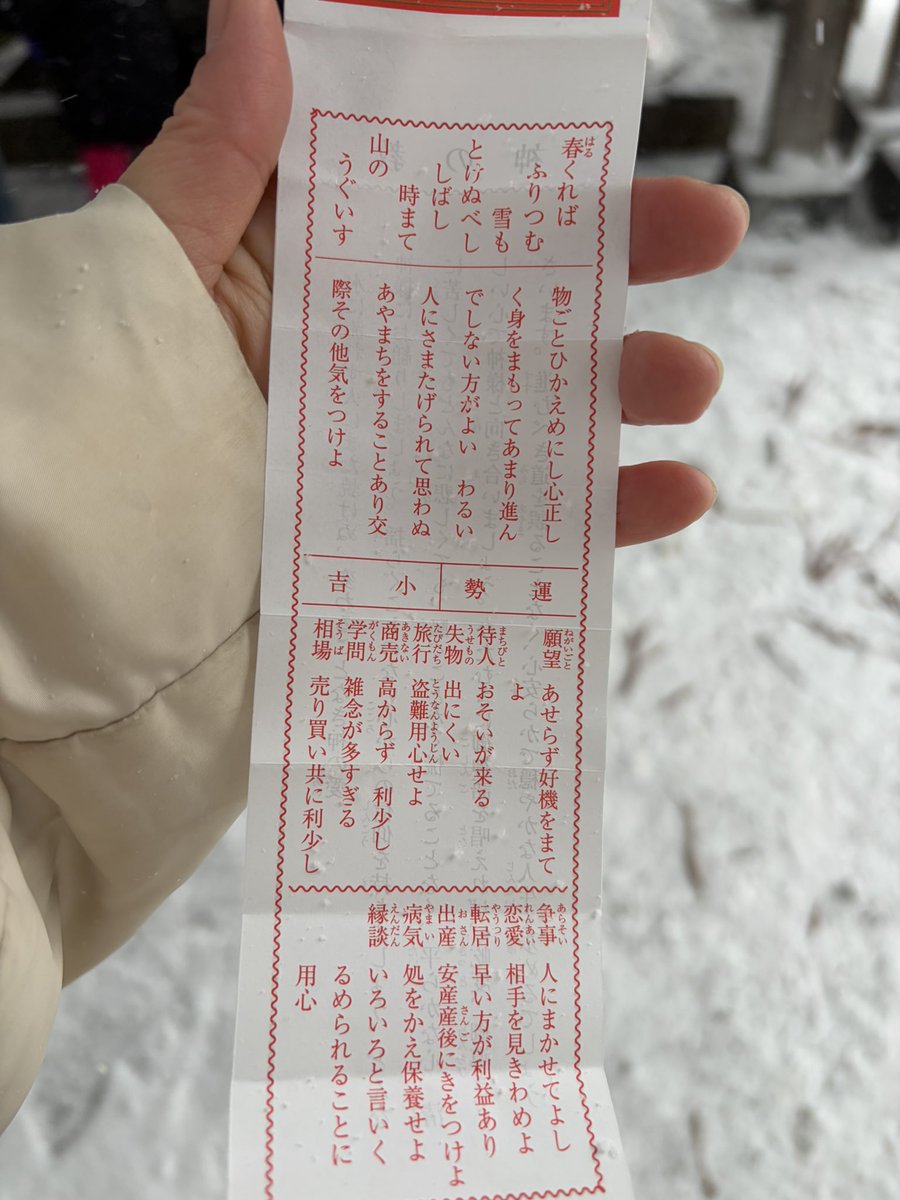 春くれば
ふりつむ
雪も
とけぬべし
しばし
時まて
山の
うぐいす
物ごとひかえめにし心正し
く身をまもってあまり進ん
でしない方がよい わるい
人にさまたげられて思わぬ
あやまちをすることあり交
際その他気をつけよ
運勢 小吉
願望 あせらず好機をまて
よ
待人 おそいが来る
失物 出にくい
旅行 盗難用心せよ
商売 高からず 利少し
学問 雑念が多すぎる
相場 売り買い共に利少し
争事 人にまかせてよし
恋愛 相手を見きわめよ
転居 早い方が利益あり
出産 安産産後にきをつけよ
病気 処をかえ保養せよ
縁談 いろいろと言いく
るめられることに
用心